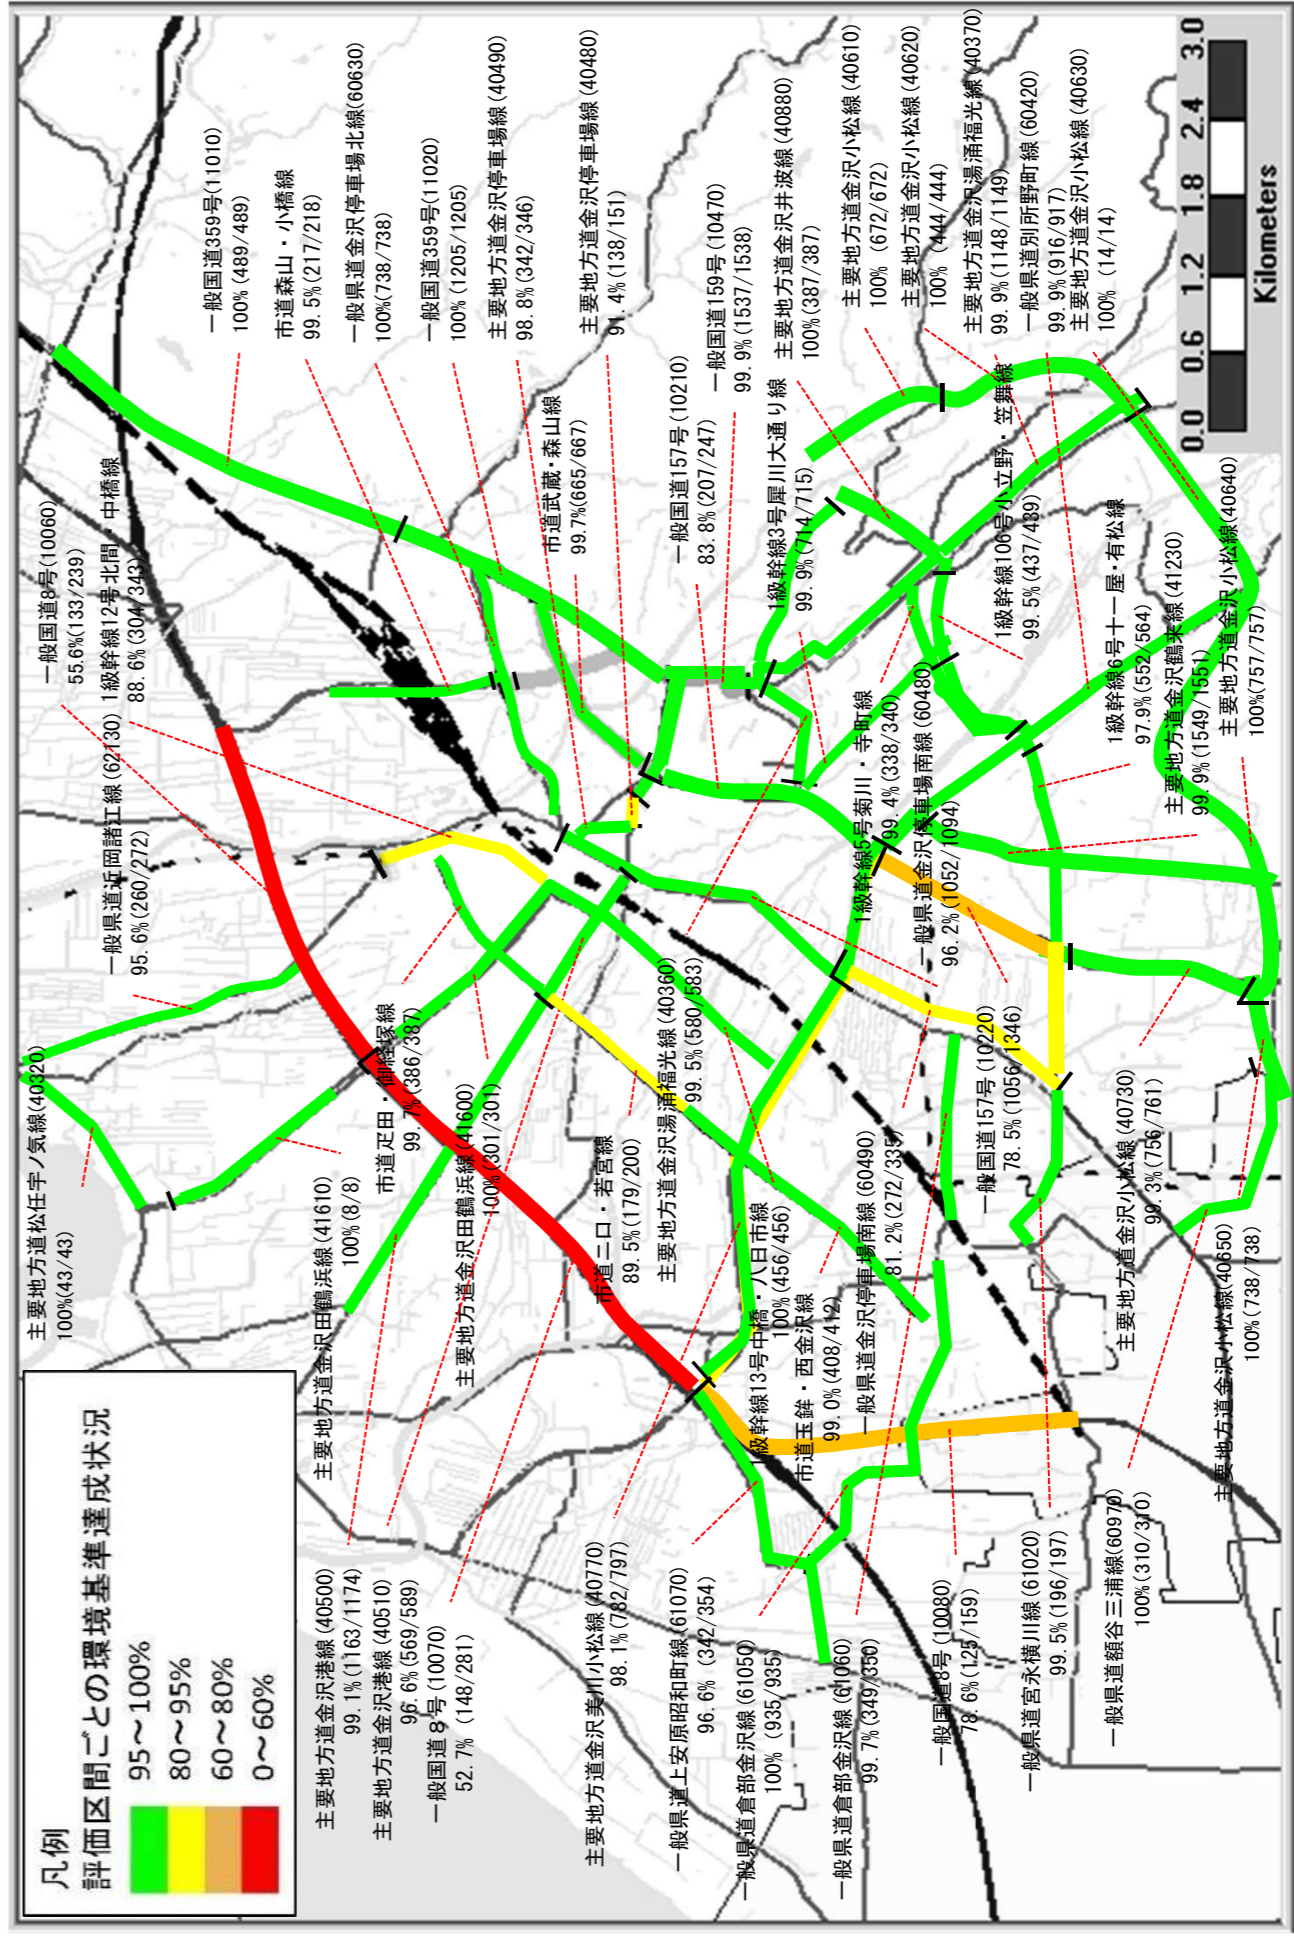 凡例
評価区間ごとの環境基準達成状況
95～100%
80～95%
60～80%
0～60%
主要地方道松任宇ノ気線(40320)
100%(43/43)
一般県道近岡諸江線(62130)
95.6%(260/272)
一般国道8号(10060)
55.6%(133/239)
1級幹線12号北間・中橋線
88.6%(304/343)
一般国道359号(11010)
100%(489/489)
市道森山・小橋線
99.5%(217/218)
一般県道金沢停車場北線(60630)
100%(738/738)
一般国道359号(11020)
100%(1205/1205)
主要地方道金沢停車場線(40490)
98.8%(342/346)
主要地方道金沢停車場線(40480)
91.4%(138/151)
市道武蔵・森山線
99.7%(665/667)
一般国道157号(10210)
83.8%(207/247)
一般国道159号(10470)
99.9%(1537/1538)
1級幹線3号犀川大通り線
99.9%(714/715)
主要地方道金沢井波線(40880)
100%(387/387)
主要地方道金沢小松線(40610)
100% (672/672)
主要地方道金沢小松線(40620)
100% (444/444)
主要地方道金沢湯涌福光線(40370)
99.9%(1148/1149)
一般県道別所野町線(60420)
99.9%(916/917)
主要地方道金沢小松線(40630)
100% (14/14)
1級幹線106号小立野・笠舞線
99.5%(437/439)
1級幹線6号十一屋・有松線
97.9%(552/564)
主要地方道金沢鶴来線(41230)
99.9%(1549/1551)
主要地方道金沢小松線(40640)
100%(757/757)
1級幹線5号菊川・寺町線
99.4%(338/340)
一般県道金沢停車場南線(60480)
96.2%(1052/1094)
主要地方道金沢田鶴浜線(41610)
100%(8/8)
市道疋田・御経塚線
99.7%(386/387)
主要地方道金沢田鶴浜線(41600)
100%(301/301)
市道二口・若宮線
89.5%(179/200)
主要地方道金沢湯涌福光線(40360)
99.5%(580/583)
1級幹線13号中橋・八日市線
100%(456/456)
市道玉鉾・西金沢線
99.0%(408/412)
一般県道金沢停車場南線(60490)
81.2%(272/335)
一般国道157号(10220)
78.5%(1056/1346)
主要地方道金沢小松線(40730)
99.3%(756/761)
主要地方道金沢小松線(40650)
100%(738/738)
主要地方道金沢港線(40500)
99.1%(1163/1174)
主要地方道金沢港線(40510)
96.6%(569/589)
一般国道8号(10070)
52.7% (148/281)
主要地方道金沢美川小松線(40770)
98.1%(782/797)
一般県道上安原昭和町線(61070)
96.6% (342/354)
一般県道倉部金沢線(61050)
100% (935/935)
一般県道倉部金沢線(61060)
99.7%(349/350)
一般国道8号(10080)
78.6%(125/159)
一般県道宮永横川線(61020)
99.5%(196/197)
一般県道額谷三浦線(60970)
100%(310/310)
0.0 0.6 1.2 1.8 2.4 3.0
Kilometers